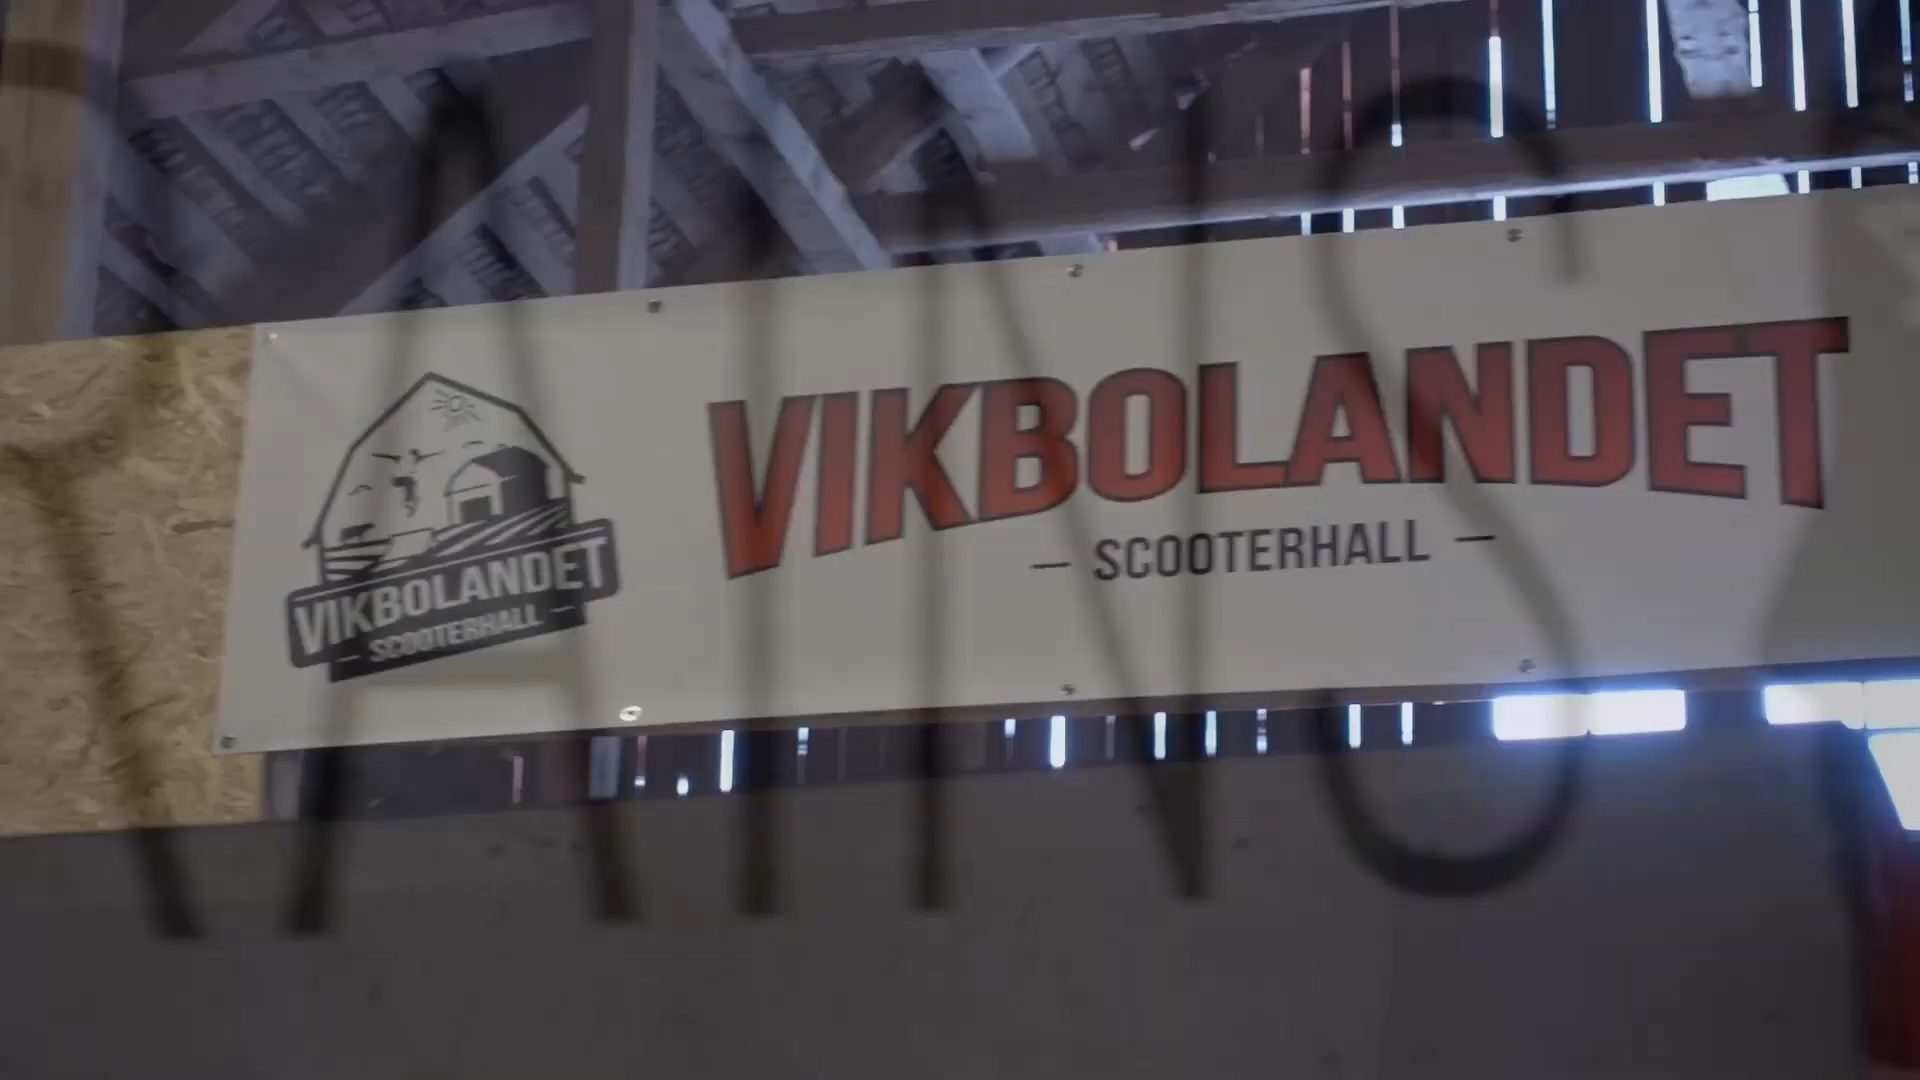 VIKBOLANDET
— SCOOTERHALL —
VIKBOLANDET
— SCOOTERHALL —